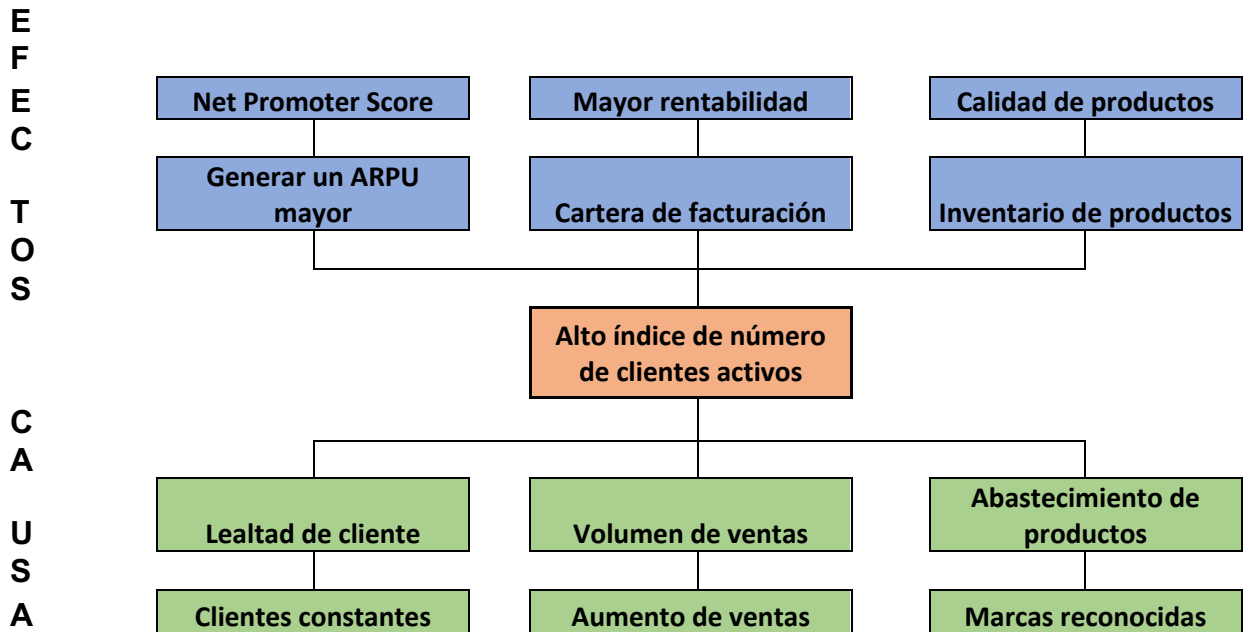 E
F
E
C
T
O
S
Net Promoter Score
Mayor rentabilidad
Calidad de productos
Generar un ARPU
mayor
Cartera de facturación
Inventario de productos
Alto índice de número
de clientes activos
C
A
U
S
A
Lealtad de cliente
Volumen de ventas
Abastecimiento de
productos
Clientes constantes
Aumento de ventas
Marcas reconocidas